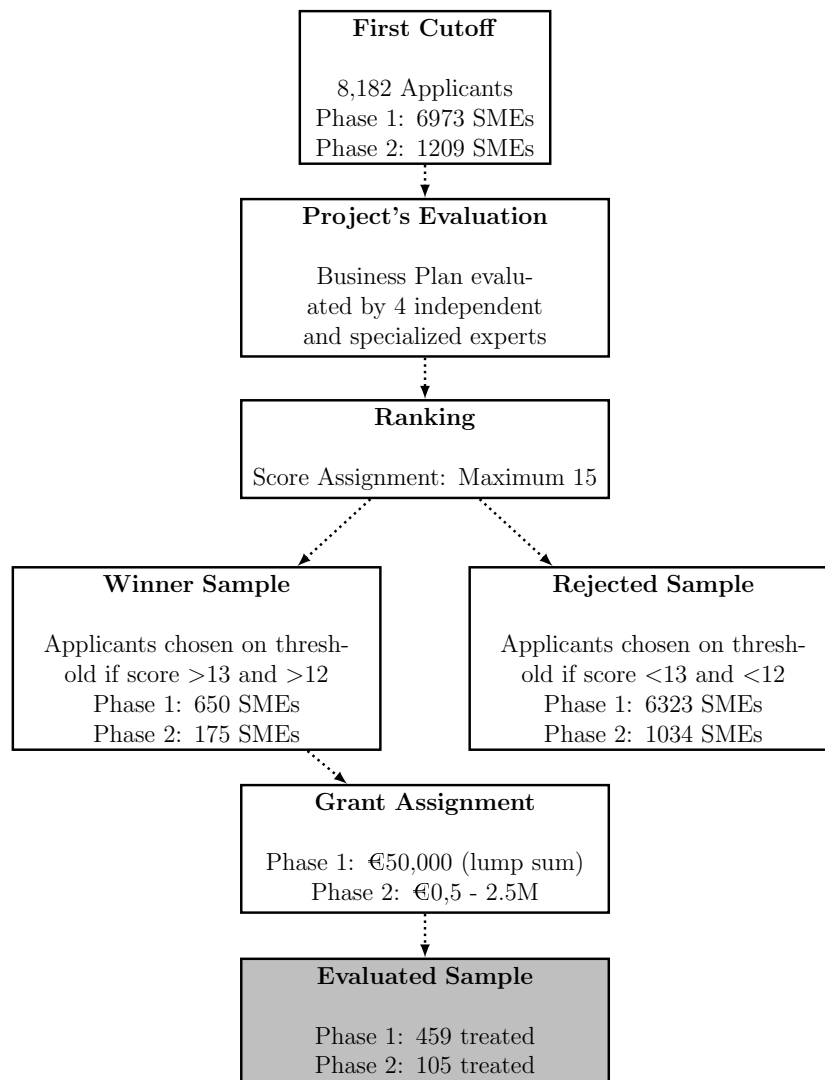 First Cutoff
8,182 Applicants
Phase 1: 6973 SMEs
Phase 2: 1209 SMEs
Project's Evaluation
Business Plan evalu-
ated by 4 independent
and specialized experts
Ranking
Score Assignment: Maximum 15
Winner Sample
Applicants chosen on thresh-
old if score >13 and >12
Phase 1: 650 SMEs
Phase 2: 175 SMEs
Rejected Sample
Applicants chosen on thresh-
old if score <13 and <12
Phase 1: 6323 SMEs
Phase 2: 1034 SMEs
Grant Assignment
Phase 1: €50,000 (lump sum)
Phase 2: €0,5 - 2.5M
Evaluated Sample
Phase 1: 459 treated
Phase 2: 105 treated